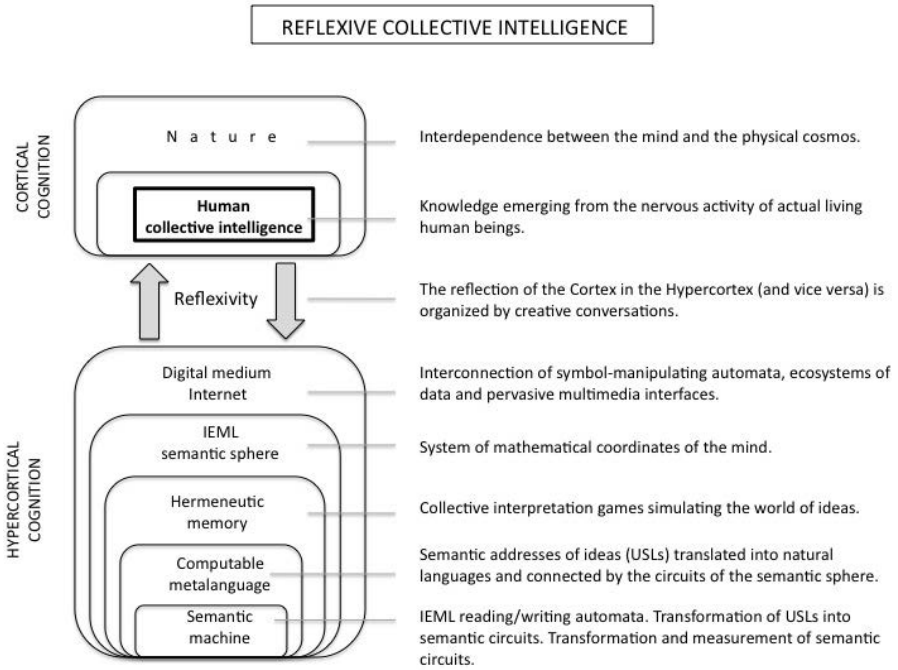 REFLEXIVE COLLECTIVE INTELLIGENCE
CORTICAL
COGNITION
N a t u r e
Interdependence between the mind and the physical cosmos.
Human
collective intelligence
Knowledge emerging from the nervous activity of actual living
human beings.
Reflexivity
The reflection of the Cortex in the Hypercortex (and vice versa) is
organized by creative conversations.
HYPERCORTICAL
COGNITION
Digital medium
Internet
Interconnection of symbol-manipulating automata, ecosystems of
data and pervasive multimedia interfaces.
IEML
semantic sphere
System of mathematical coordinates of the mind.
Hermeneutic
memory
Collective interpretation games simulating the world of ideas.
Computable
metalanguage
Semantic addresses of ideas (USLs) translated into natural
languages and connected by the circuits of the semantic sphere.
Semantic
machine
IEML reading/writing automata. Transformation of USLs into
semantic circuits. Transformation and measurement of semantic
circuits.